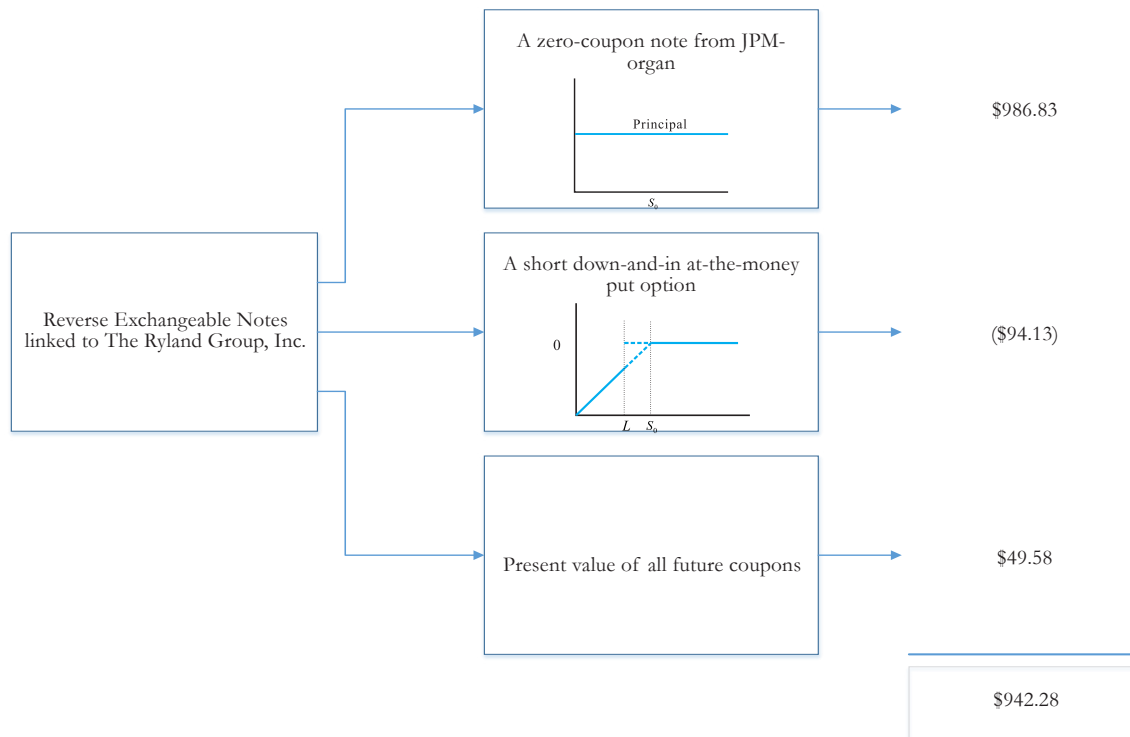 A zero-coupon note from JPM-
organ
Principal
S₀
$986.83
Reverse Exchangeable Notes
linked to The Ryland Group, Inc.
A short down-and-in at-the-money
put option
0
L S₀
($94.13)
Present value of all future coupons
$49.58
$942.28